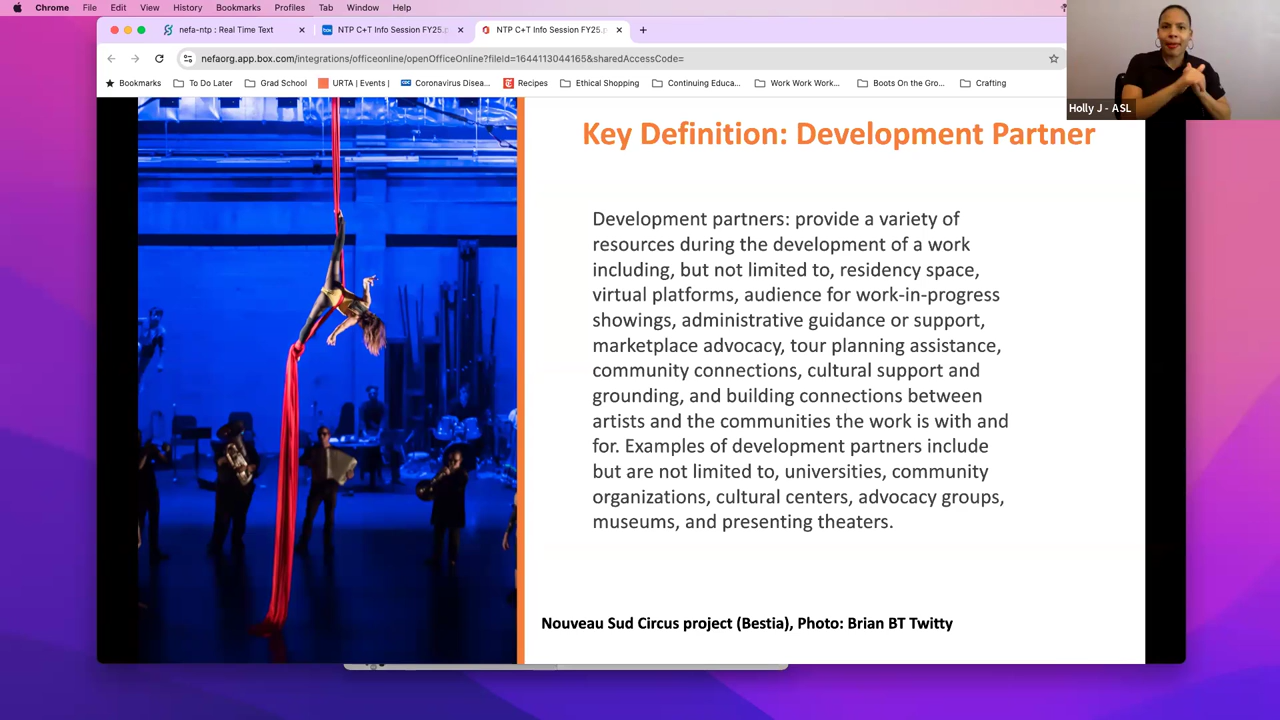 Chrome File Edit View History Bookmarks Profiles Tab Window Help
nefa-ntp : Real Time Text
box NTP C+T Info Session FY25.p
NTP C+T Info Session FY25.p
nefaorg.app.box.com/integrations/officeonline/openOfficeOnline?fileId=1644113044165&sharedAccessCode=
Bookmarks To Do Later Grad School URTA | Events | Coronavirus Disea... Recipes Ethical Shopping Continuing Educa... Work Work Work... Boots On the Gro... Crafting
Holly J - ASL
Key Definition: Development Partner
Development partners: provide a variety of
resources during the development of a work
including, but not limited to, residency space,
virtual platforms, audience for work-in-progress
showings, administrative guidance or support,
marketplace advocacy, tour planning assistance,
community connections, cultural support and
grounding, and building connections between
artists and the communities the work is with and
for. Examples of development partners include
but are not limited to, universities, community
organizations, cultural centers, advocacy groups,
museums, and presenting theaters.
Nouveau Sud Circus project (Bestia), Photo: Brian BT Twitty